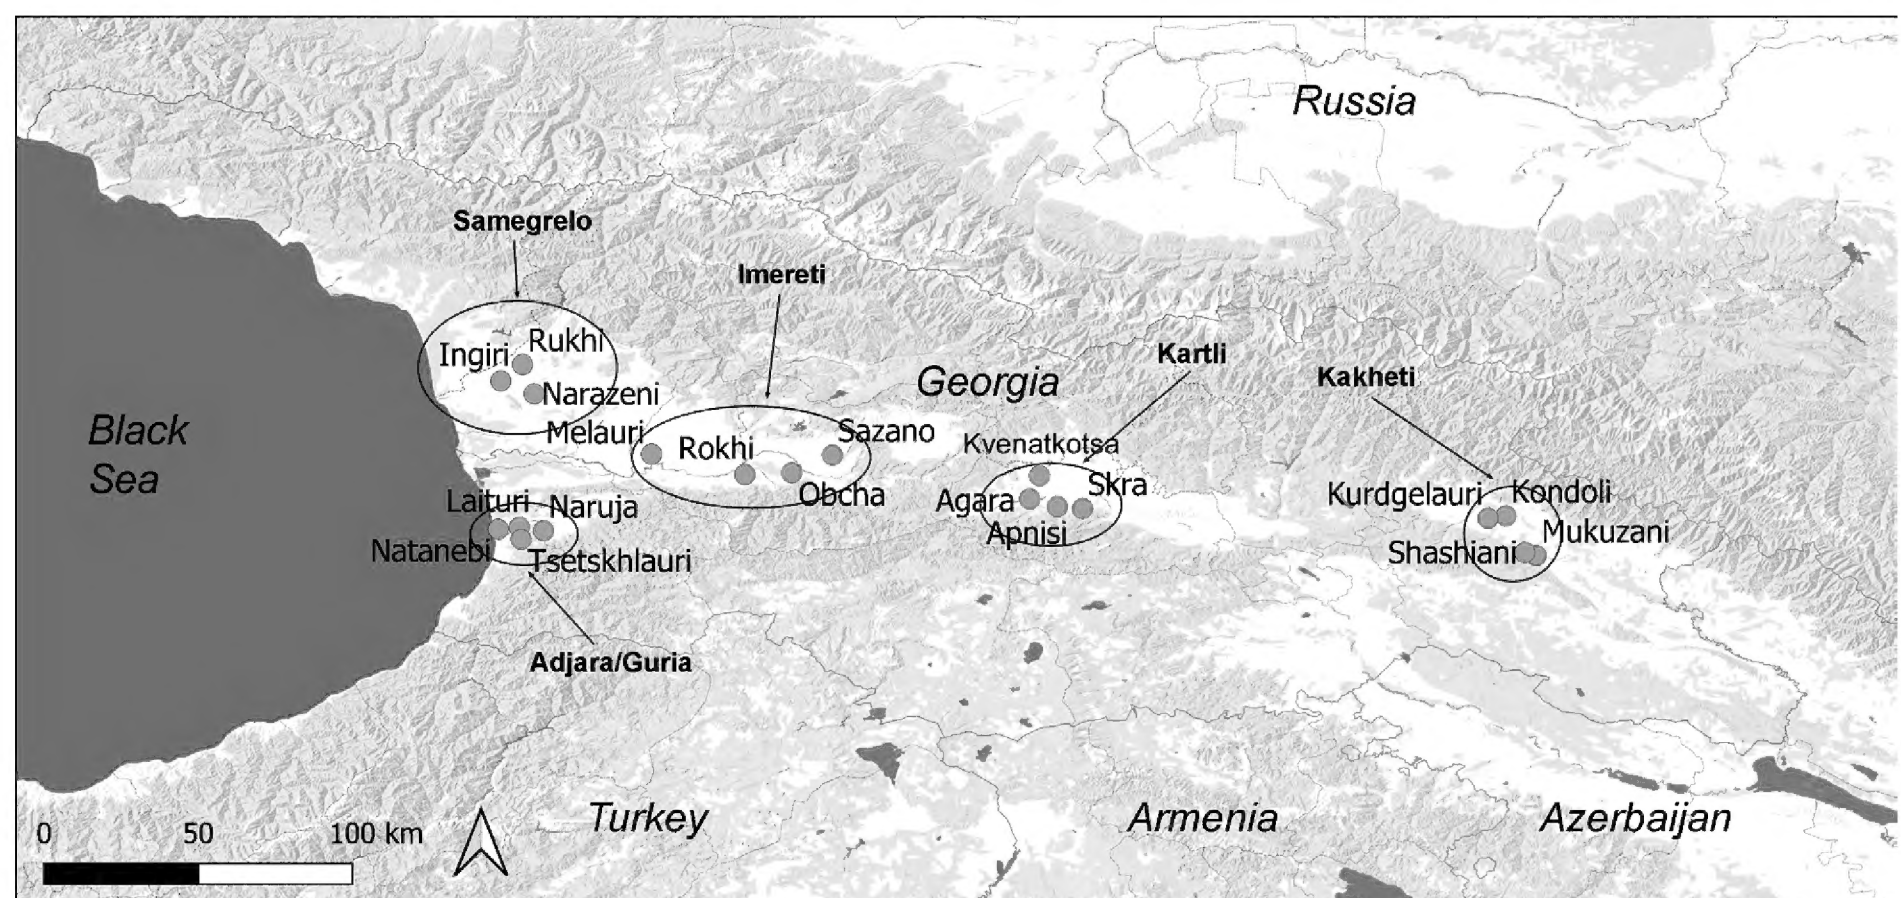 Russia
Samegrelo
Imereti
Rukhi
Ingiri
Kartli
Georgia
Kakheti
Narazeni
Black
Sea
Melauri
Rokhi
Sazano
Kvenatkotsa
Skra
Obcha
Agara
Kurdgelauri
Kondoli
Laituri
Naruja
Apnisi
Mukuzani
Natanebi
Tsetskhlauri
Shashiani
Adjara/Guria
Turkey
Armenia
Azerbaijan
0 50 100 km